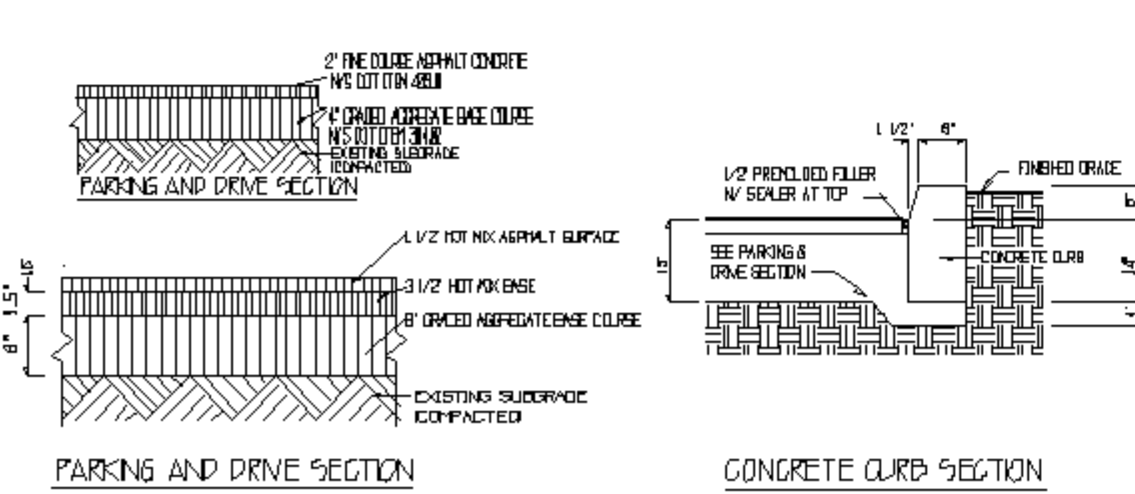 2" FINE COURSE ASPHALT CONCRETE
4" GRADED AGGREGATE BASE COURSE
EXISTING SUBGRADE
(COMPACTED)
PARKING AND DRIVE SECTION
1 1/2" HOT MIX ASPHALT SURFACE
3 1/2" HOT MIX BASE
8" GRADED AGGREGATE BASE COURSE
EXISTING SUBGRADE
(COMPACTED)
1.5"
3.5"
8"
PARKING AND DRIVE SECTION
1 1/2" 6"
1/2" PREMOLDED FILLER
W/ SEALER AT TOP
FINISHED GRADE
SEE PARKING &
DRIVE SECTION
CONCRETE CURB
CONCRETE CURB SECTION